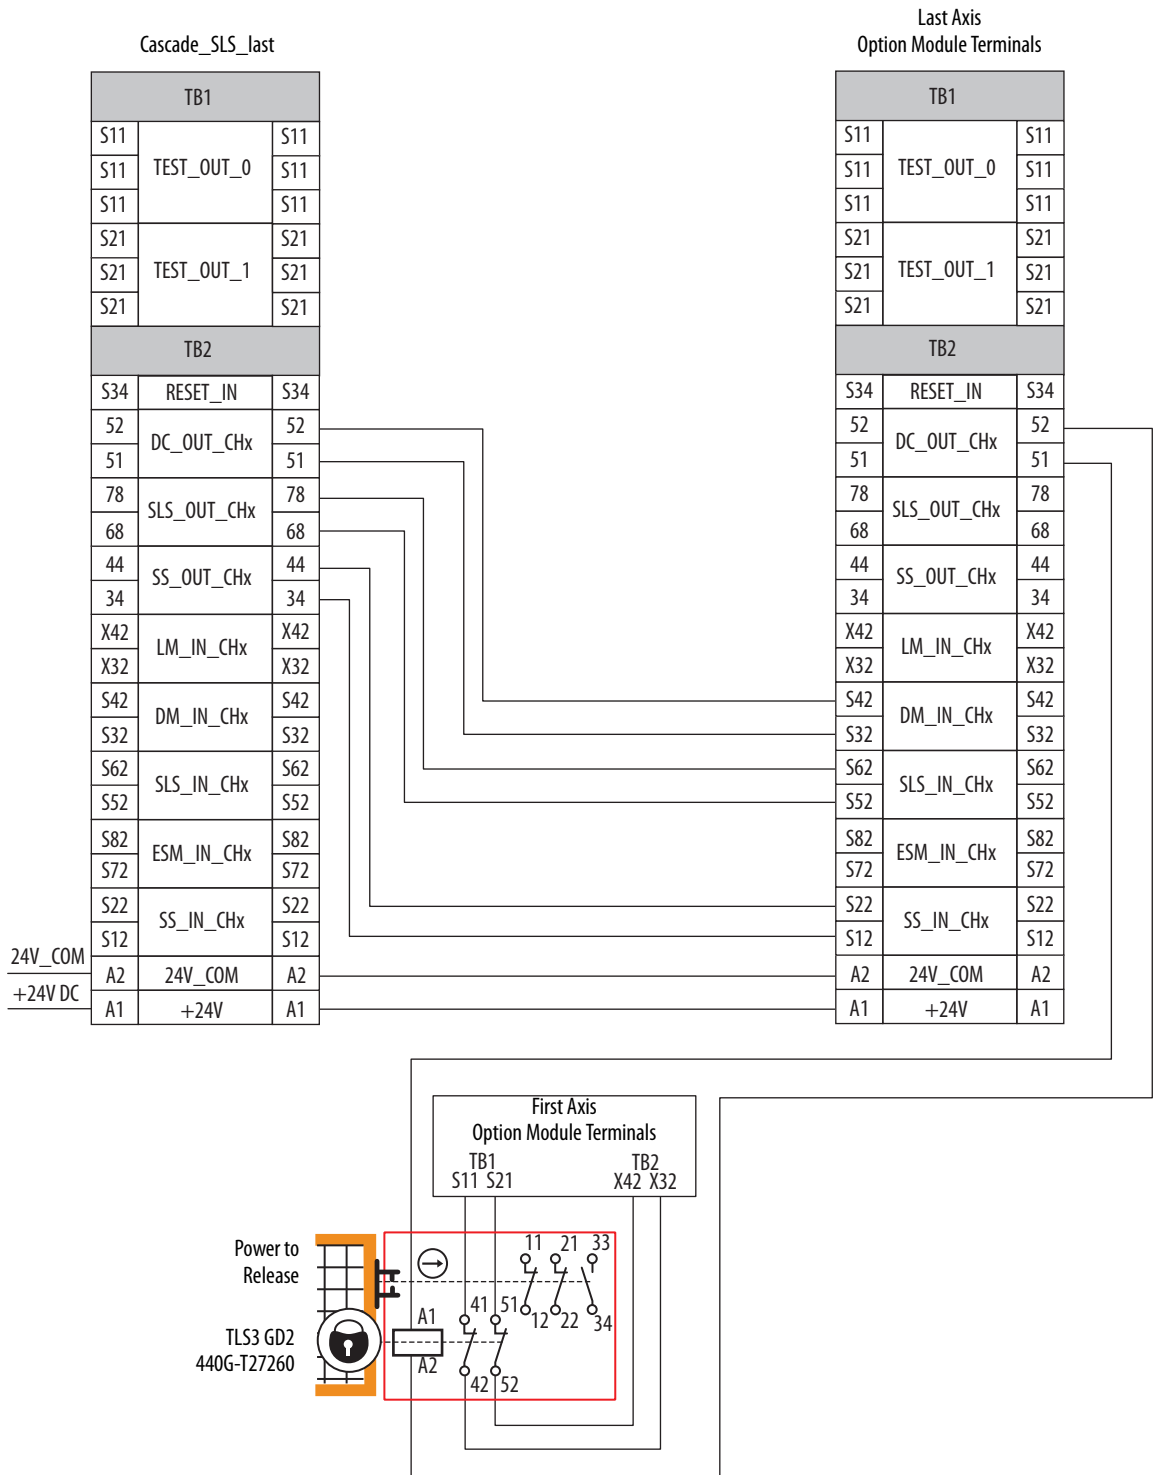 Cascade_SLS_last
Last Axis
Option Module Terminals
TB1
S11 S11
S11 TEST_OUT_0 S11
S11 S11
S21 S21
S21 TEST_OUT_1 S21
S21 S21
TB2
S34 RESET_IN S34
52 52
DC_OUT_CHx
51 51
78 78
SLS_OUT_CHx
68 68
44 44
SS_OUT_CHx
34 34
X42 X42
LM_IN_CHx
X32 X32
S42 S42
DM_IN_CHx
S32 S32
S62 S62
SLS_IN_CHx
S52 S52
S82 S82
ESM_IN_CHx
S72 S72
S22 S22
SS_IN_CHx
S12 S12
24V_COM
A2 24V_COM A2
+24V DC
A1 +24V A1
TB1
S11 S11
S11 TEST_OUT_0 S11
S11 S11
S21 S21
S21 TEST_OUT_1 S21
S21 S21
TB2
S34 RESET_IN S34
52 52
DC_OUT_CHx
51 51
78 78
SLS_OUT_CHx
68 68
44 44
SS_OUT_CHx
34 34
X42 X42
LM_IN_CHx
X32 X32
S42 S42
DM_IN_CHx
S32 S32
S62 S62
SLS_IN_CHx
S52 S52
S82 S82
ESM_IN_CHx
S72 S72
S22 S22
SS_IN_CHx
S12 S12
A2 24V_COM A2
A1 +24V A1
First Axis
Option Module Terminals
TB1 TB2
S11 S21 X42 X32
Power to
Release
11 21 33
12 22 34
41 51
A1
A2
42 52
TLS3 GD2
440G-T27260